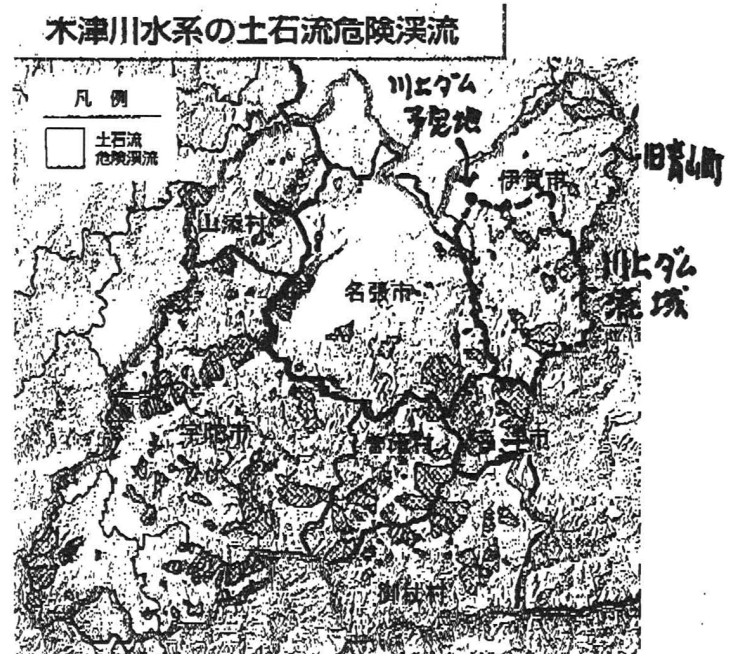 木津川水系の土石流危険渓流
凡例
土石流
危険渓流
川上ダム
予定地
伊賀市
旧青山町
山添村
川上ダム
流域
名張市
宇陀市
曽爾村
津市
御杖村